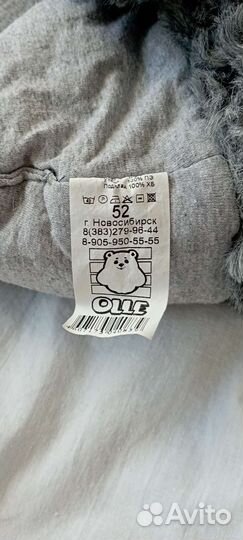 100% ПЭ
Подклад 100% ХБ
52
г. Новосибирск
8(383)279-96-44
8-905-950-55-55
OLLE
Avito